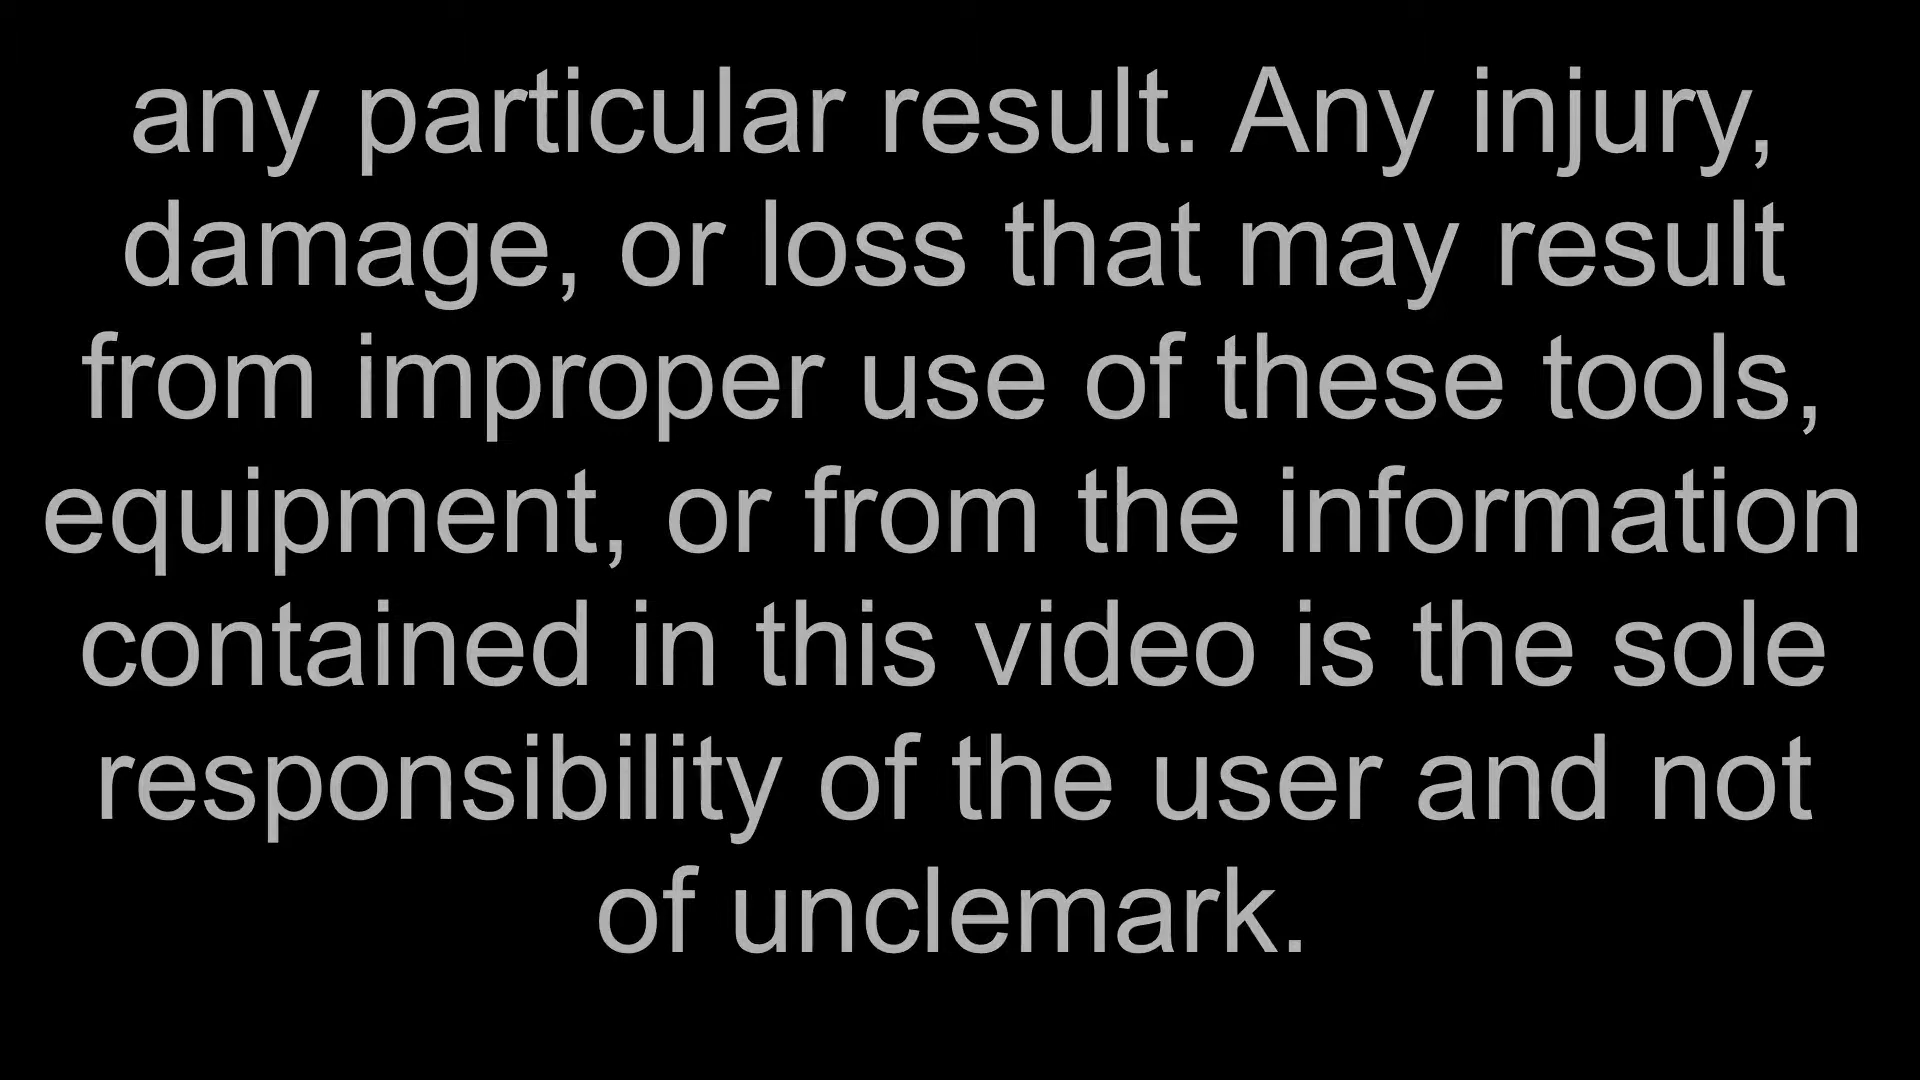 any particular result. Any injury,
damage, or loss that may result
from improper use of these tools,
equipment, or from the information
contained in this video is the sole
responsibility of the user and not
of unclemark.